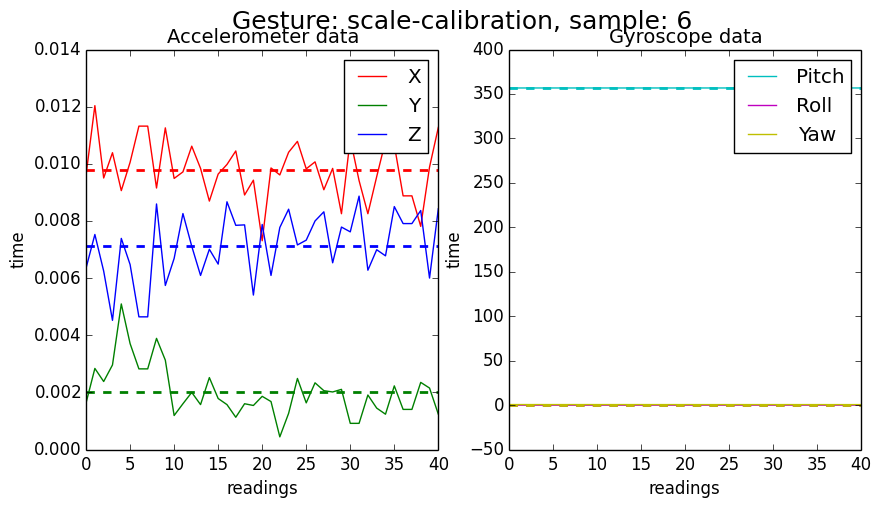 Gesture: scale-calibration, sample: 6
Accelerometer data
0.014
0.012
0.010
0.008
0.006
0.004
0.002
0.000
time
0 5 10 15 20 25 30 35 40
readings
X
Y
Z
Gyroscope data
400
350
300
250
200
150
100
50
0
−50
time
0 5 10 15 20 25 30 35 40
readings
Pitch
Roll
Yaw